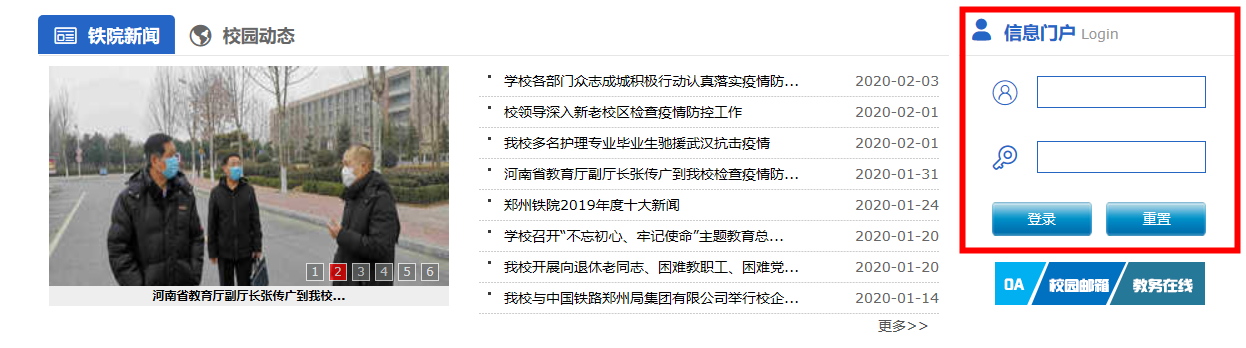 铁院新闻
校园动态
学校各部门众志成城积极行动认真落实疫情防... 2020-02-03
校领导深入新老校区检查疫情防控工作 2020-02-01
我校多名护理专业毕业生驰援武汉抗击疫情 2020-02-01
河南省教育厅副厅长张传广到我校检查疫情防... 2020-01-31
郑州铁院2019年度十大新闻 2020-01-24
学校召开“不忘初心、牢记使命”主题教育总... 2020-01-20
我校开展向退休老同志、困难教职工、困难党... 2020-01-20
我校与中国铁路郑州局集团有限公司举行校企... 2020-01-14
更多>>
1 2 3 4 5 6
河南省教育厅副厅长张传广到我校...
信息门户 Login
登录 重置
OA 校园邮箱 教务在线